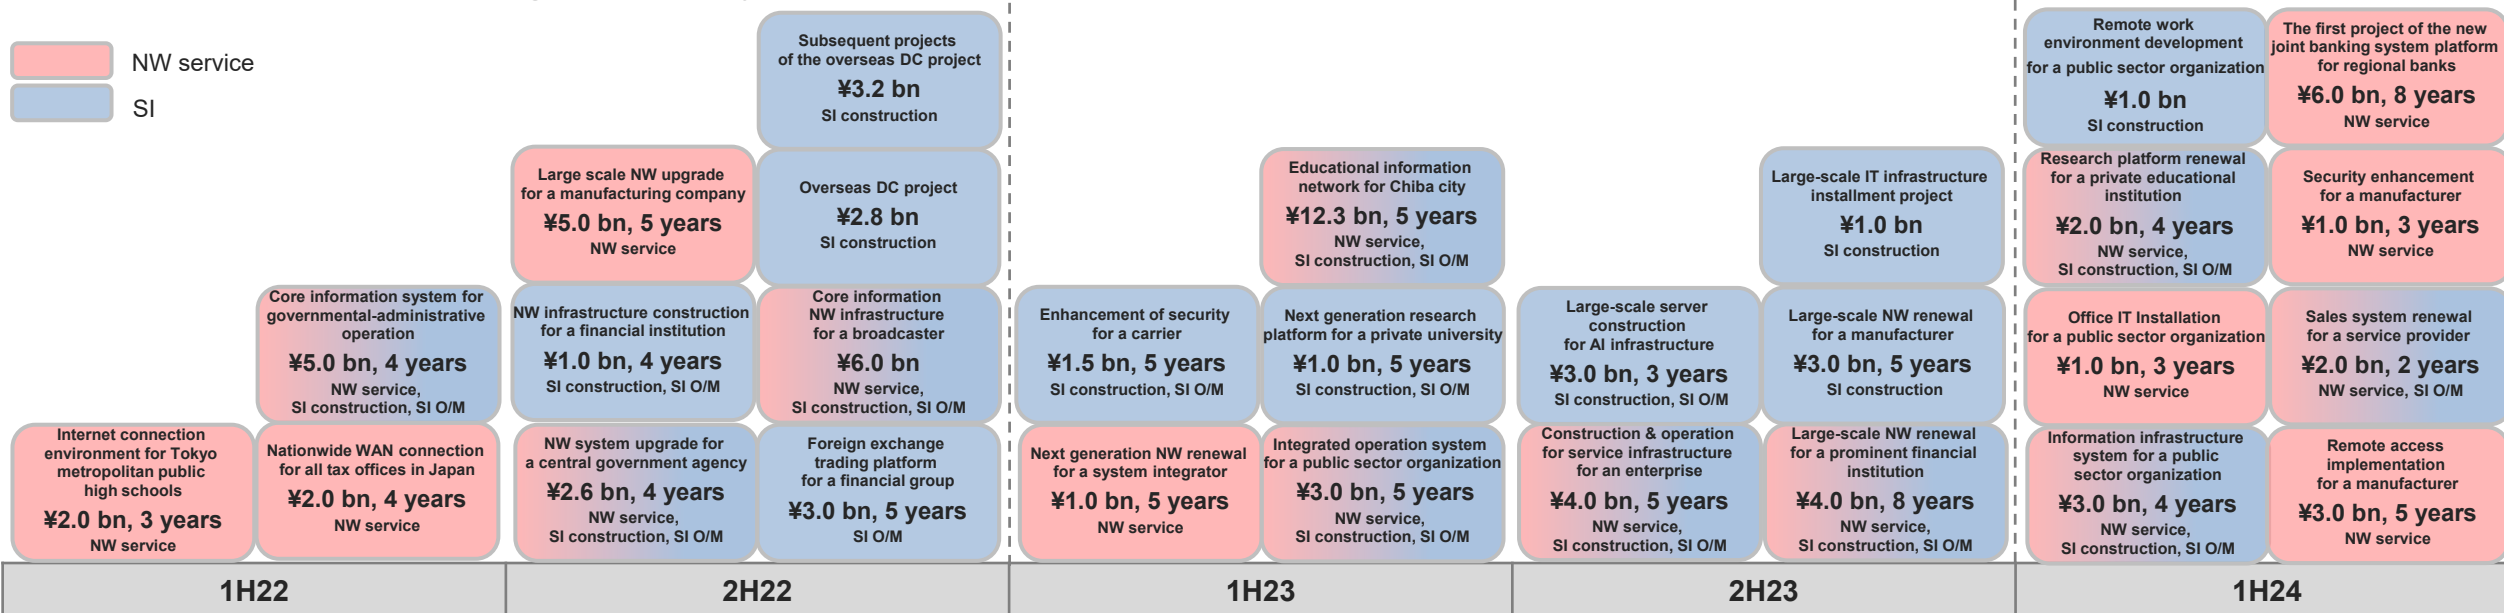 NW service
SI
Internet connection
environment for Tokyo
metropolitan public
high schools
¥2.0 bn, 3 years
NW service
Core information system for
governmental-administrative
operation
¥5.0 bn, 4 years
NW service,
SI construction, SI O/M
Nationwide WAN connection
for all tax offices in Japan
¥2.0 bn, 4 years
NW service
1H22
Large scale NW upgrade
for a manufacturing company
¥5.0 bn, 5 years
NW service
NW infrastructure construction
for a financial institution
¥1.0 bn, 4 years
SI construction, SI O/M
NW system upgrade for
a central government agency
¥2.6 bn, 4 years
NW service,
SI construction, SI O/M
Subsequent projects
of the overseas DC project
¥3.2 bn
SI construction
Overseas DC project
¥2.8 bn
SI construction
Core information
NW infrastructure
for a broadcaster
¥6.0 bn
NW service,
SI construction, SI O/M
Foreign exchange
trading platform
for a financial group
¥3.0 bn, 5 years
SI O/M
2H22
Enhancement of security
for a carrier
¥1.5 bn, 5 years
SI construction, SI O/M
Next generation NW renewal
for a system integrator
¥1.0 bn, 5 years
NW service
Educational information
network for Chiba city
¥12.3 bn, 5 years
NW service,
SI construction, SI O/M
Next generation research
platform for a private university
¥1.0 bn, 5 years
SI construction, SI O/M
Integrated operation system
for a public sector organization
¥3.0 bn, 5 years
NW service,
SI construction, SI O/M
1H23
Large-scale server
construction
for AI infrastructure
¥3.0 bn, 3 years
SI construction, SI O/M
Construction & operation
for service infrastructure
for an enterprise
¥4.0 bn, 5 years
NW service,
SI construction, SI O/M
Large-scale IT infrastructure
installment project
¥1.0 bn
SI construction
Large-scale NW renewal
for a manufacturer
¥3.0 bn, 5 years
SI construction
Large-scale NW renewal
for a prominent financial
institution
¥4.0 bn, 8 years
NW service,
SI construction, SI O/M
2H23
Remote work
environment development
for a public sector organization
¥1.0 bn
SI construction
Research platform renewal
for a private educational
institution
¥2.0 bn, 4 years
NW service,
SI construction, SI O/M
Office IT Installation
for a public sector organization
¥1.0 bn, 3 years
NW service
Information infrastructure
system for a public
sector organization
¥3.0 bn, 4 years
NW service,
SI construction, SI O/M
The first project of the new
joint banking system platform
for regional banks
¥6.0 bn, 8 years
NW service
Security enhancement
for a manufacturer
¥1.0 bn, 3 years
NW service
Sales system renewal
for a service provider
¥2.0 bn, 2 years
NW service, SI O/M
Remote access
implementation
for a manufacturer
¥3.0 bn, 5 years
NW service
1H24